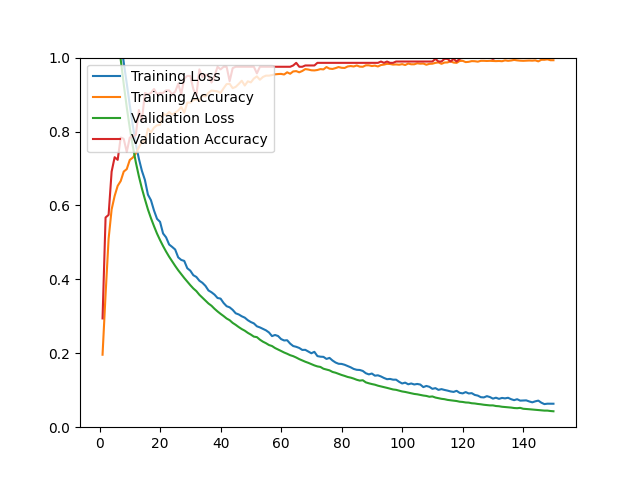 1.0
0.8
0.6
0.4
0.2
0.0
Training Loss
Training Accuracy
Validation Loss
Validation Accuracy
0 20 40 60 80 100 120 140